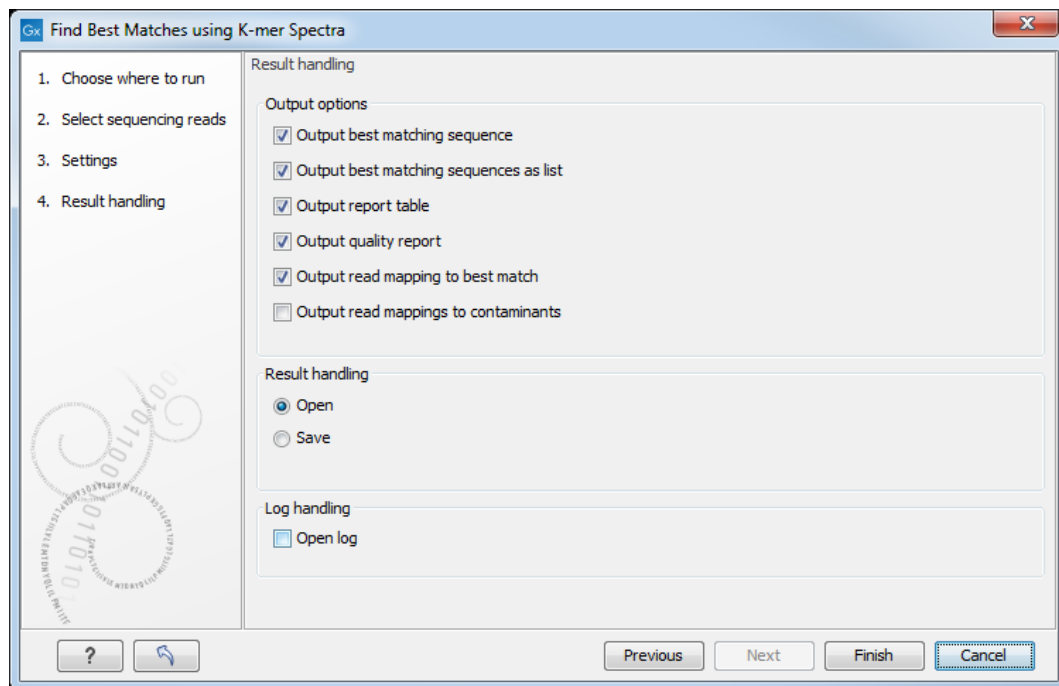 Gx Find Best Matches using K-mer Spectra
X
1. Choose where to run
2. Select sequencing reads
3. Settings
4. Result handling
Result handling
Output options
Output best matching sequence
Output best matching sequences as list
Output report table
Output quality report
Output read mapping to best match
Output read mappings to contaminants
Result handling
Open
Save
Log handling
Open log
?
Previous
Next
Finish
Cancel